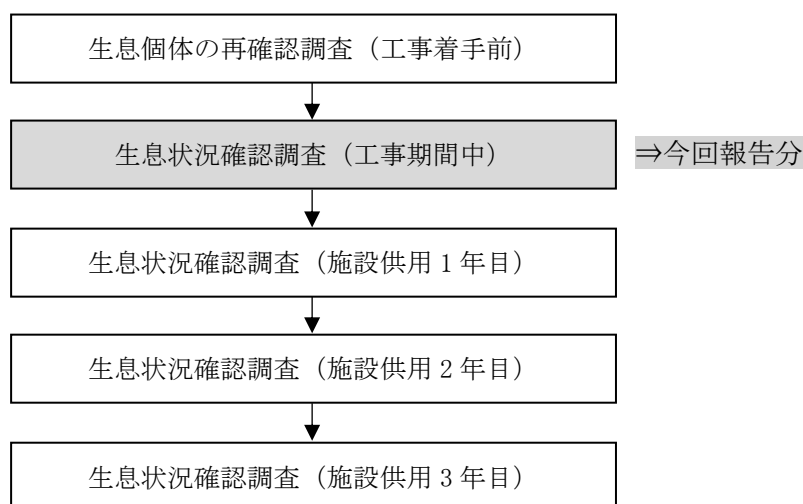 生息個体の再確認調査（工事着手前）
生息状況確認調査（工事期間中）
⇒今回報告分
生息状況確認調査（施設供用 1 年目）
生息状況確認調査（施設供用 2 年目）
生息状況確認調査（施設供用 3 年目）